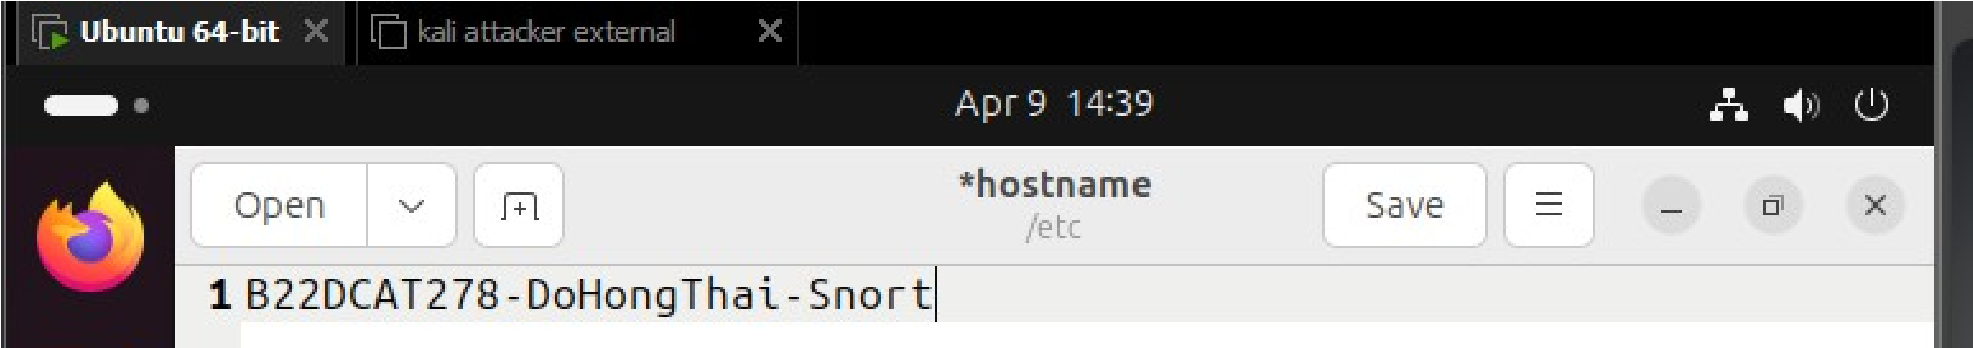 Ubuntu 64-bit
kali attacker external
Apr 9 14:39
Open
*hostname
/etc
Save
1 B22DCAT278-DoHongThai-Snort